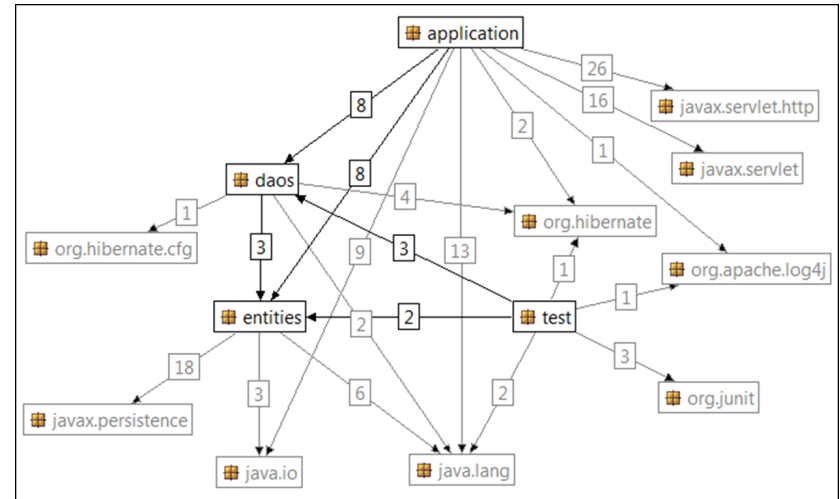 application
26
javax.servlet.http
8
16
2
1
javax.servlet
8
daos
4
1
org.hibernate
org.hibernate.cfg
3
9
3
13
1
org.apache.log4j
1
entities
2
2
test
18
3
6
2
3
javax.persistence
org.junit
java.io
java.lang